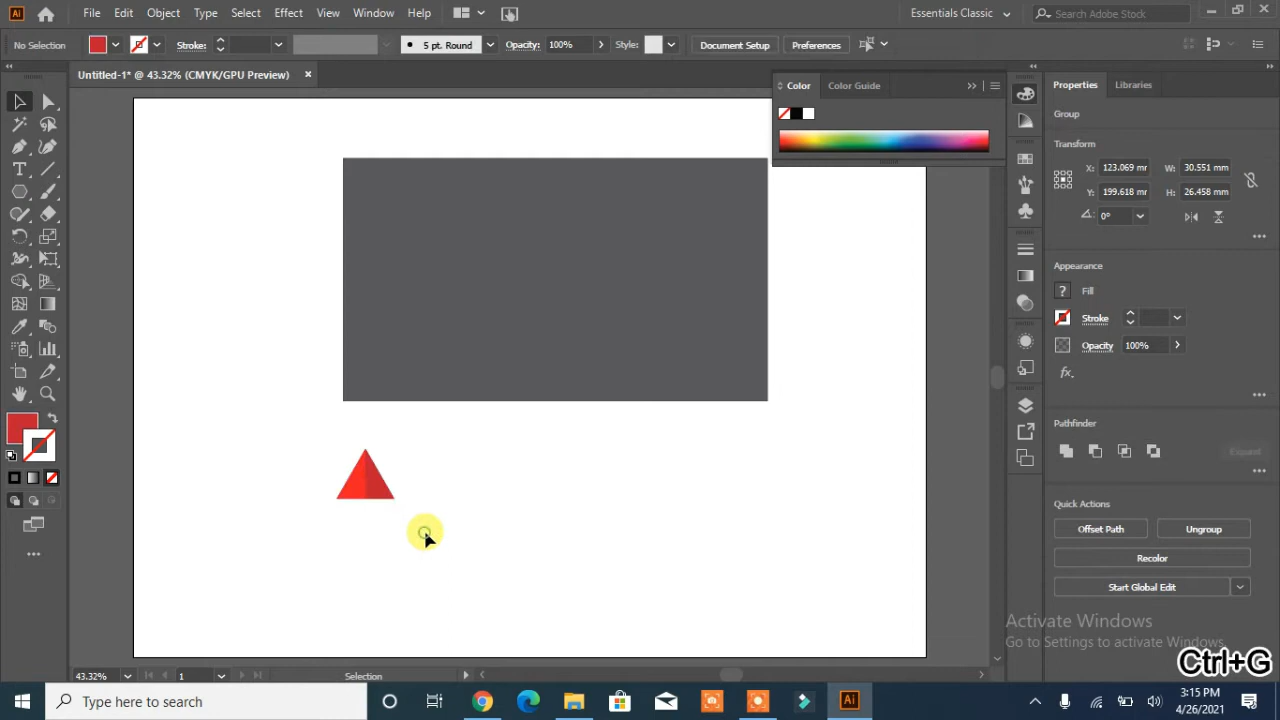 Ai File Edit Object Type Select Effect View Window Help Essentials Classic Search Adobe Stock
No Selection Stroke: 5 pt. Round Opacity: 100% Style: Document Setup Preferences
Untitled-1* @ 43.32% (CMYK/GPU Preview)
Color Color Guide
Properties Libraries
Group
Transform
X: 123.069 mr W: 30.551 mm
Y: 199.618 mr H: 26.458 mm
0°
Appearance
? Fill
Stroke
Opacity 100%
fx.
Pathfinder
Expand
Quick Actions
Offset Path Ungroup
Recolor
Start Global Edit
Activate Windows
Go to Settings to activate Windows.
Ctrl+G
43.32% 1 Selection
Type here to search Ai 3:15 PM
4/26/2021